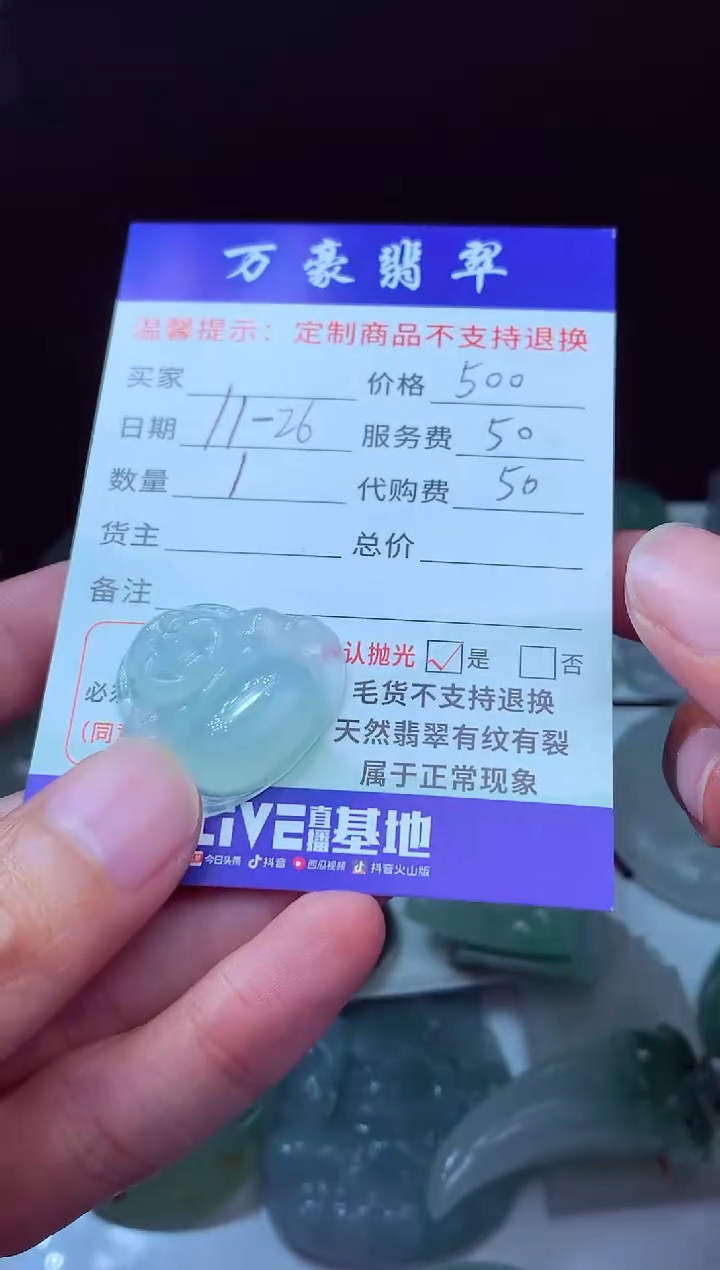 万豪翡翠
温馨提示：定制商品不支持退换
买家 价格 500
日期 11-26 服务费 50
数量 1 代购费 50
货主 总价
备注
认抛光 是 否
必须 毛货不支持退换
(同 天然翡翠有纹有裂
属于正常现象
LIVE直播基地
今日头条 抖音 西瓜视频 抖音火山版